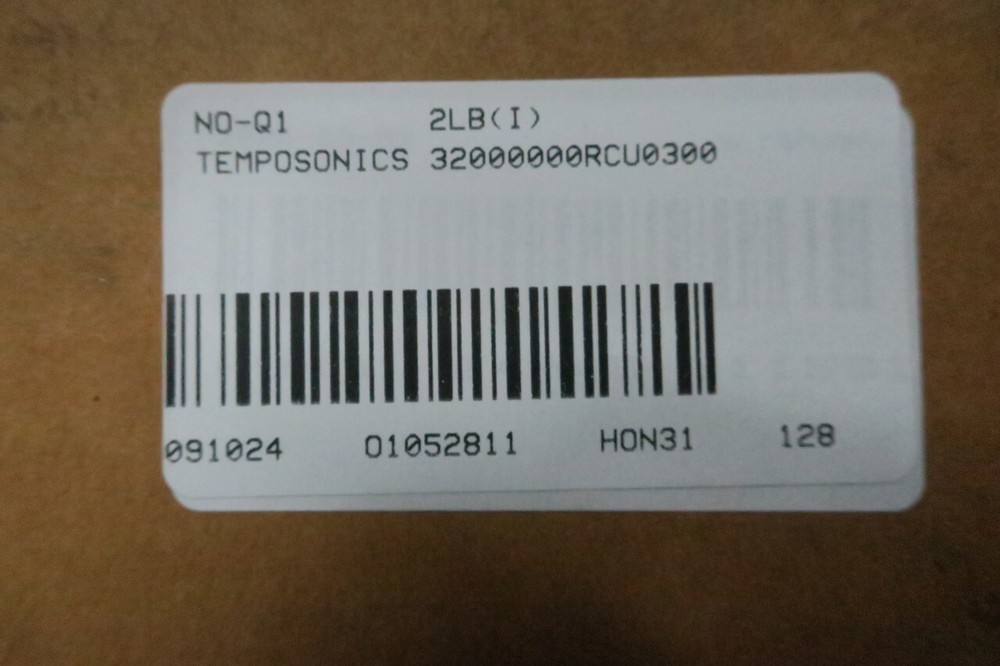 NO-Q1 2LB(I)
TEMPOSONICS 32000000RCU0300
091024 01052811 HON31 128